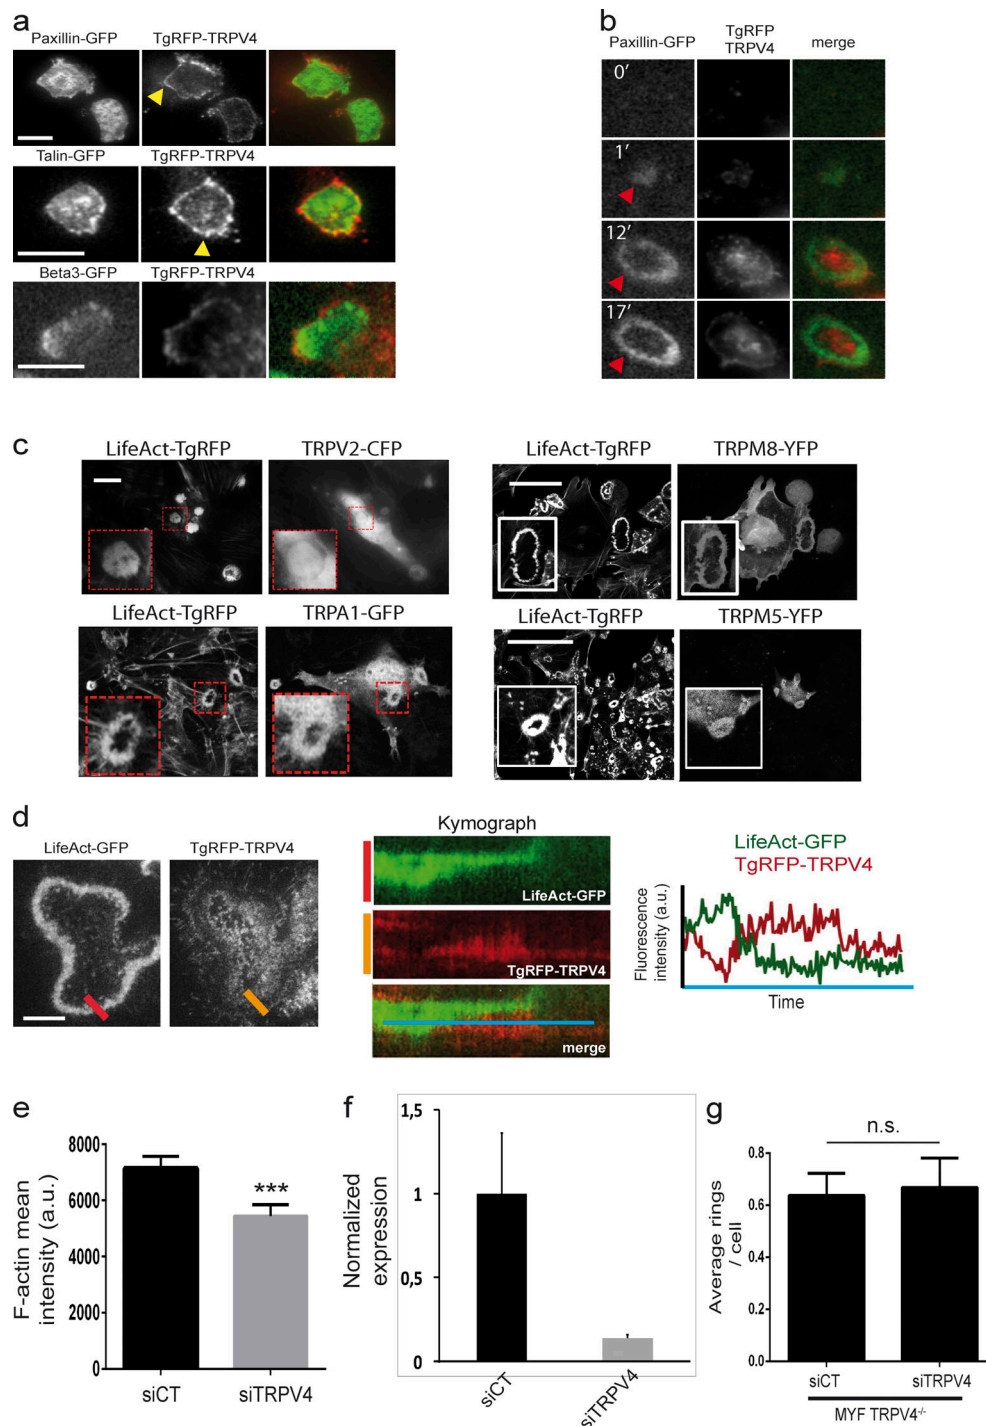 a
Paxillin-GFP TgRFP-TRPV4
Talin-GFP TgRFP-TRPV4
Beta3-GFP TgRFP-TRPV4
b
Paxillin-GFP TgRFP TRPV4 merge
0'
1'
12'
17'
c
LifeAct-TgRFP TRPV2-CFP
LifeAct-TgRFP TRPM8-YFP
LifeAct-TgRFP TRPA1-GFP
LifeAct-TgRFP TRPM5-YFP
d
LifeAct-GFP TgRFP-TRPV4
Kymograph
LifeAct-GFP
TgRFP-TRPV4
merge
LifeAct-GFP
TgRFP-TRPV4
Fluorescence
intensity (a.u.)
Time
e
F-actin mean
intensity (a.u.)
8000
6000
4000
2000
0
***
siCT siTRPV4
f
Normalized
expression
1,5
1
0,5
0
siCT siTRPV4
g
Average rings
/ cell
0.8
0.6
0.4
0.2
0.0
n.s.
siCT siTRPV4
MYF TRPV4-/-